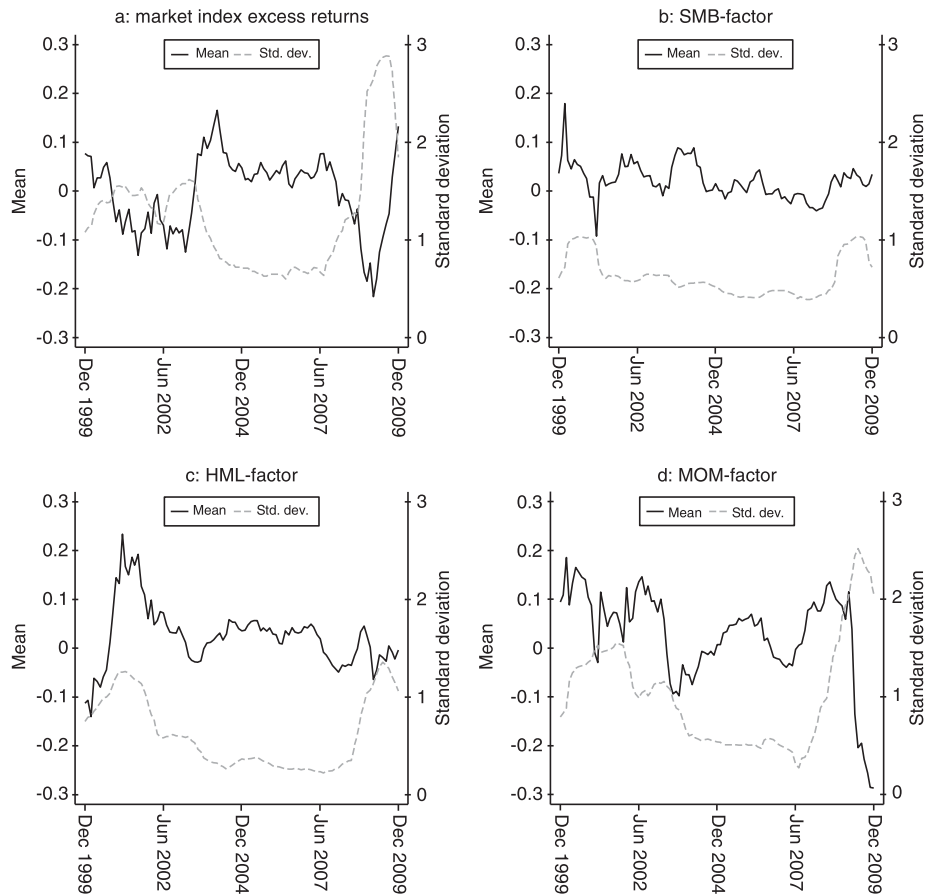 a: market index excess returns
Mean Std. dev.
0.3
0.2
0.1
0
-0.1
-0.2
-0.3
Mean
3
2
1
0
Standard deviation
Dec 1999
Jun 2002
Dec 2004
Jun 2007
Dec 2009
b: SMB-factor
Mean Std. dev.
0.3
0.2
0.1
0
-0.1
-0.2
-0.3
Mean
3
2
1
0
Standard deviation
Dec 1999
Jun 2002
Dec 2004
Jun 2007
Dec 2009
c: HML-factor
Mean Std. dev.
0.3
0.2
0.1
0
-0.1
-0.2
-0.3
Mean
3
2
1
0
Standard deviation
Dec 1999
Jun 2002
Dec 2004
Jun 2007
Dec 2009
d: MOM-factor
Mean Std. dev.
0.3
0.2
0.1
0
-0.1
-0.2
-0.3
Mean
3
2
1
0
Standard deviation
Dec 1999
Jun 2002
Dec 2004
Jun 2007
Dec 2009